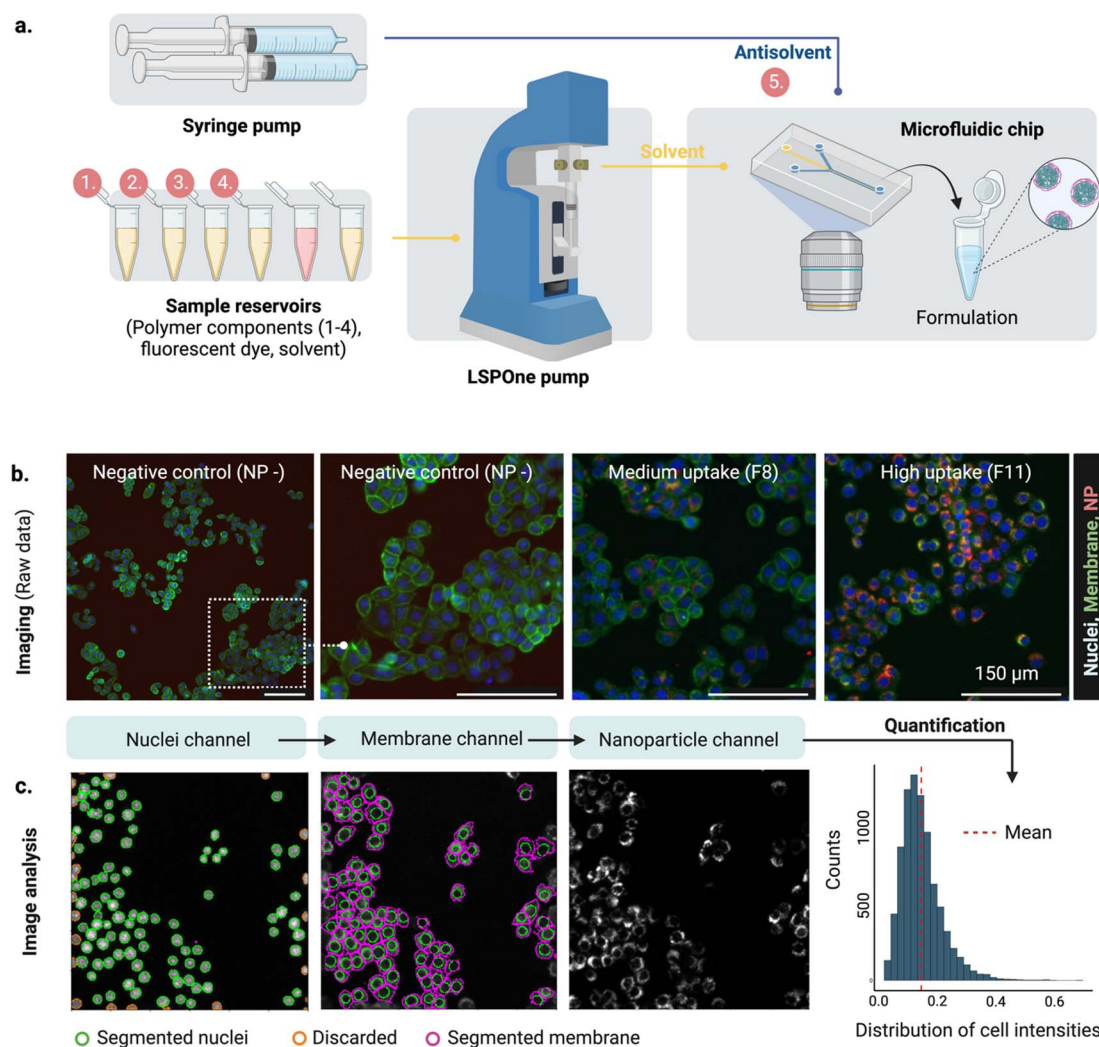 a.
Syringe pump
Antisolvent
5.
Solvent
Microfluidic chip
1.
2.
3.
4.
Sample reservoirs
(Polymer components (1-4),
fluorescent dye, solvent)
LSPOne pump
Formulation
b.
Imaging (Raw data)
Negative control (NP -)
Negative control (NP -)
Medium uptake (F8)
High uptake (F11)
150 µm
Nuclei, Membrane, NP
Nuclei channel
Membrane channel
Nanoparticle channel
Quantification
c.
Image analysis
Counts
1000
500
0
Mean
0.0
0.2
0.4
0.6
Distribution of cell intensities
Segmented nuclei
Discarded
Segmented membrane